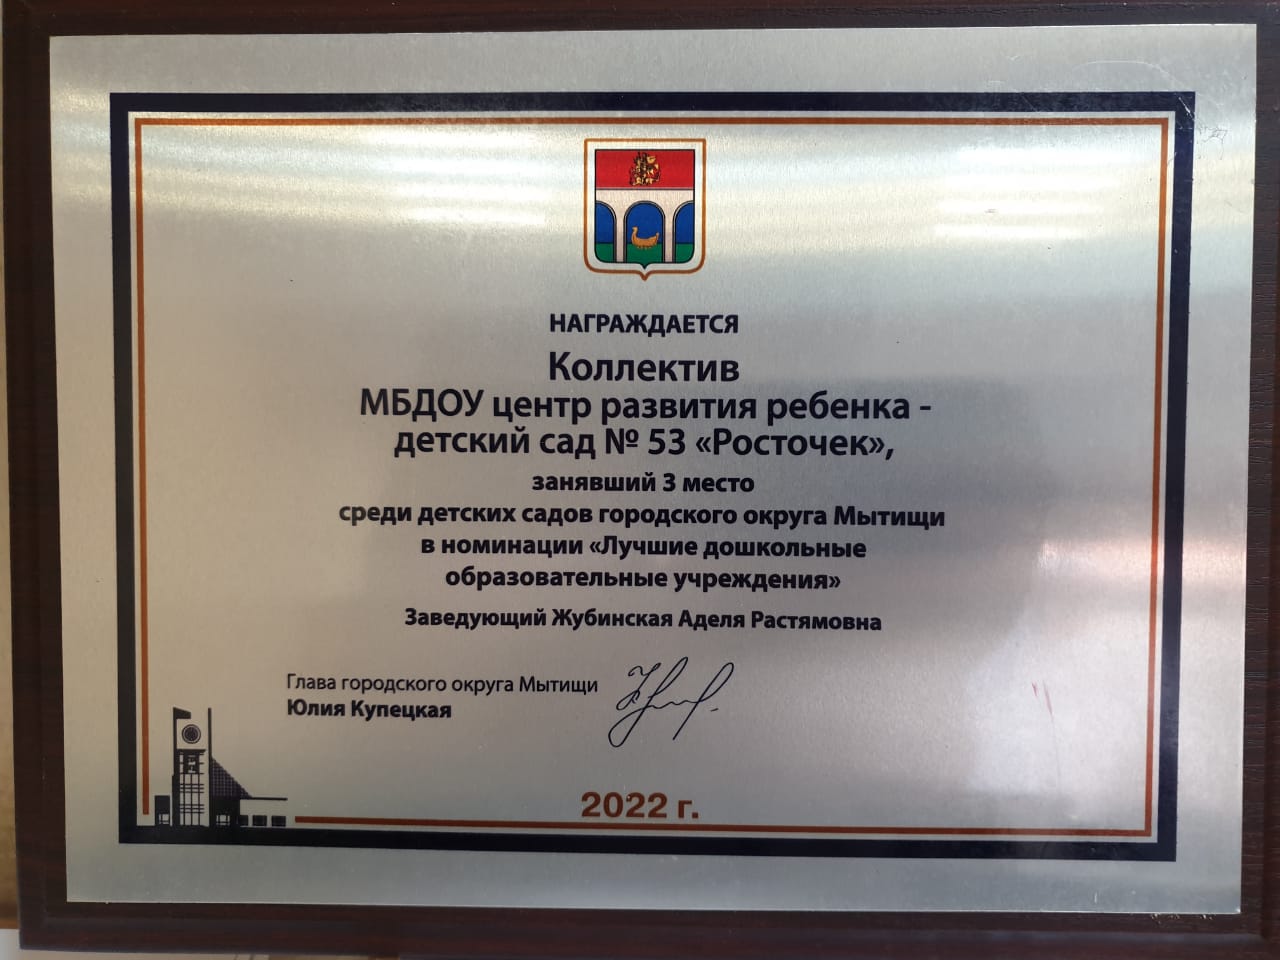 НАГРАЖДАЕТСЯ
Коллектив
МБДОУ центр развития ребенка -
детский сад № 53 «Росточек»,
занявший 3 место
среди детских садов городского округа Мытищи
в номинации «Лучшие дошкольные
образовательные учреждения»
Заведующий Жубинская Аделя Растямовна
Глава городского округа Мытищи
Юлия Купецкая
2022 г.